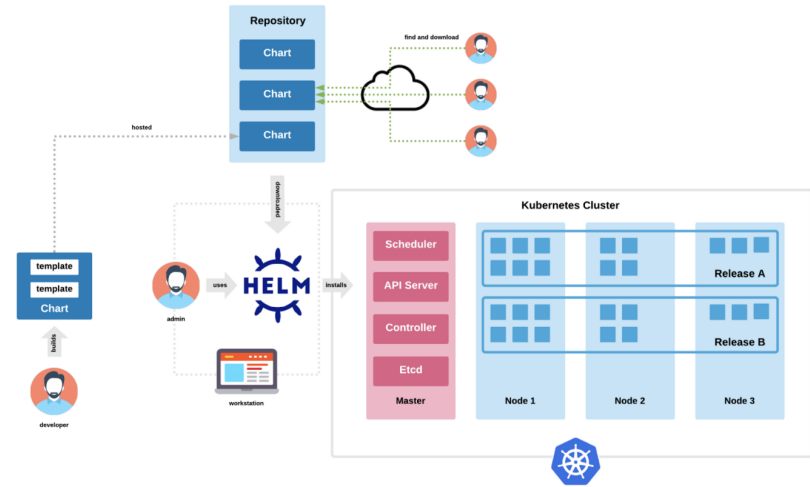 Repository
Chart
Chart
Chart
find and download
hosted
downloaded
template
template
Chart
builds
developer
admin
uses
HELM
installs
workstation
Kubernetes Cluster
Scheduler
API Server
Controller
Etcd
Master
Release A
Release B
Node 1
Node 2
Node 3